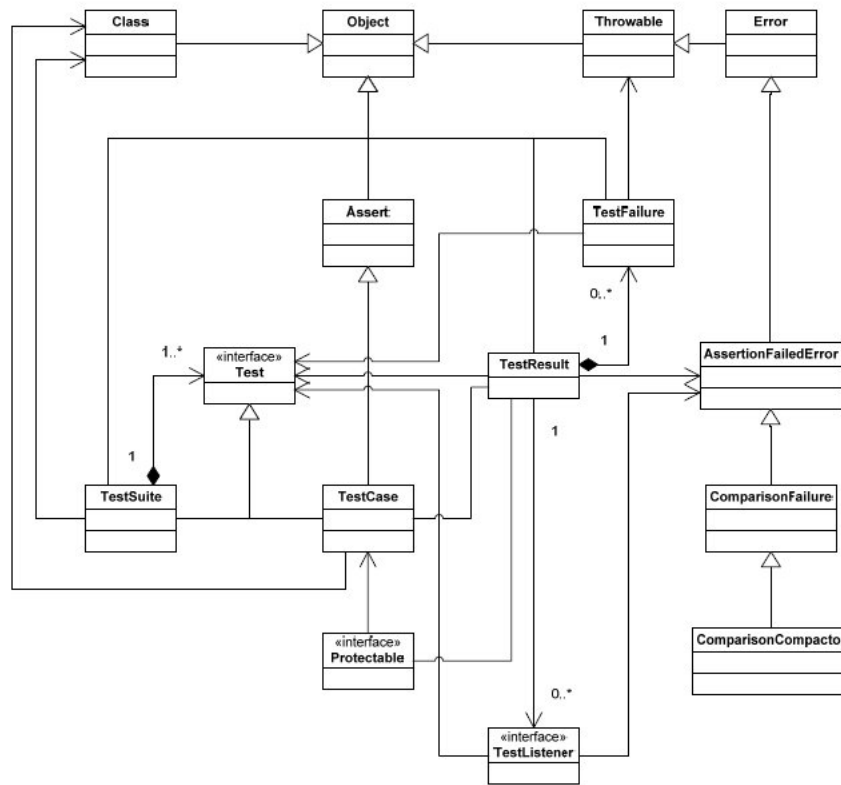 Class
Object
Throwable
Error
Assert
TestFailure
0..*
1..*
«interface»
Test
1
TestResult
AssertionFailedError
1
1
TestSuite
TestCase
ComparisonFailure
«interface»
Protectable
ComparisonCompacto
0..*
«interface»
TestListener